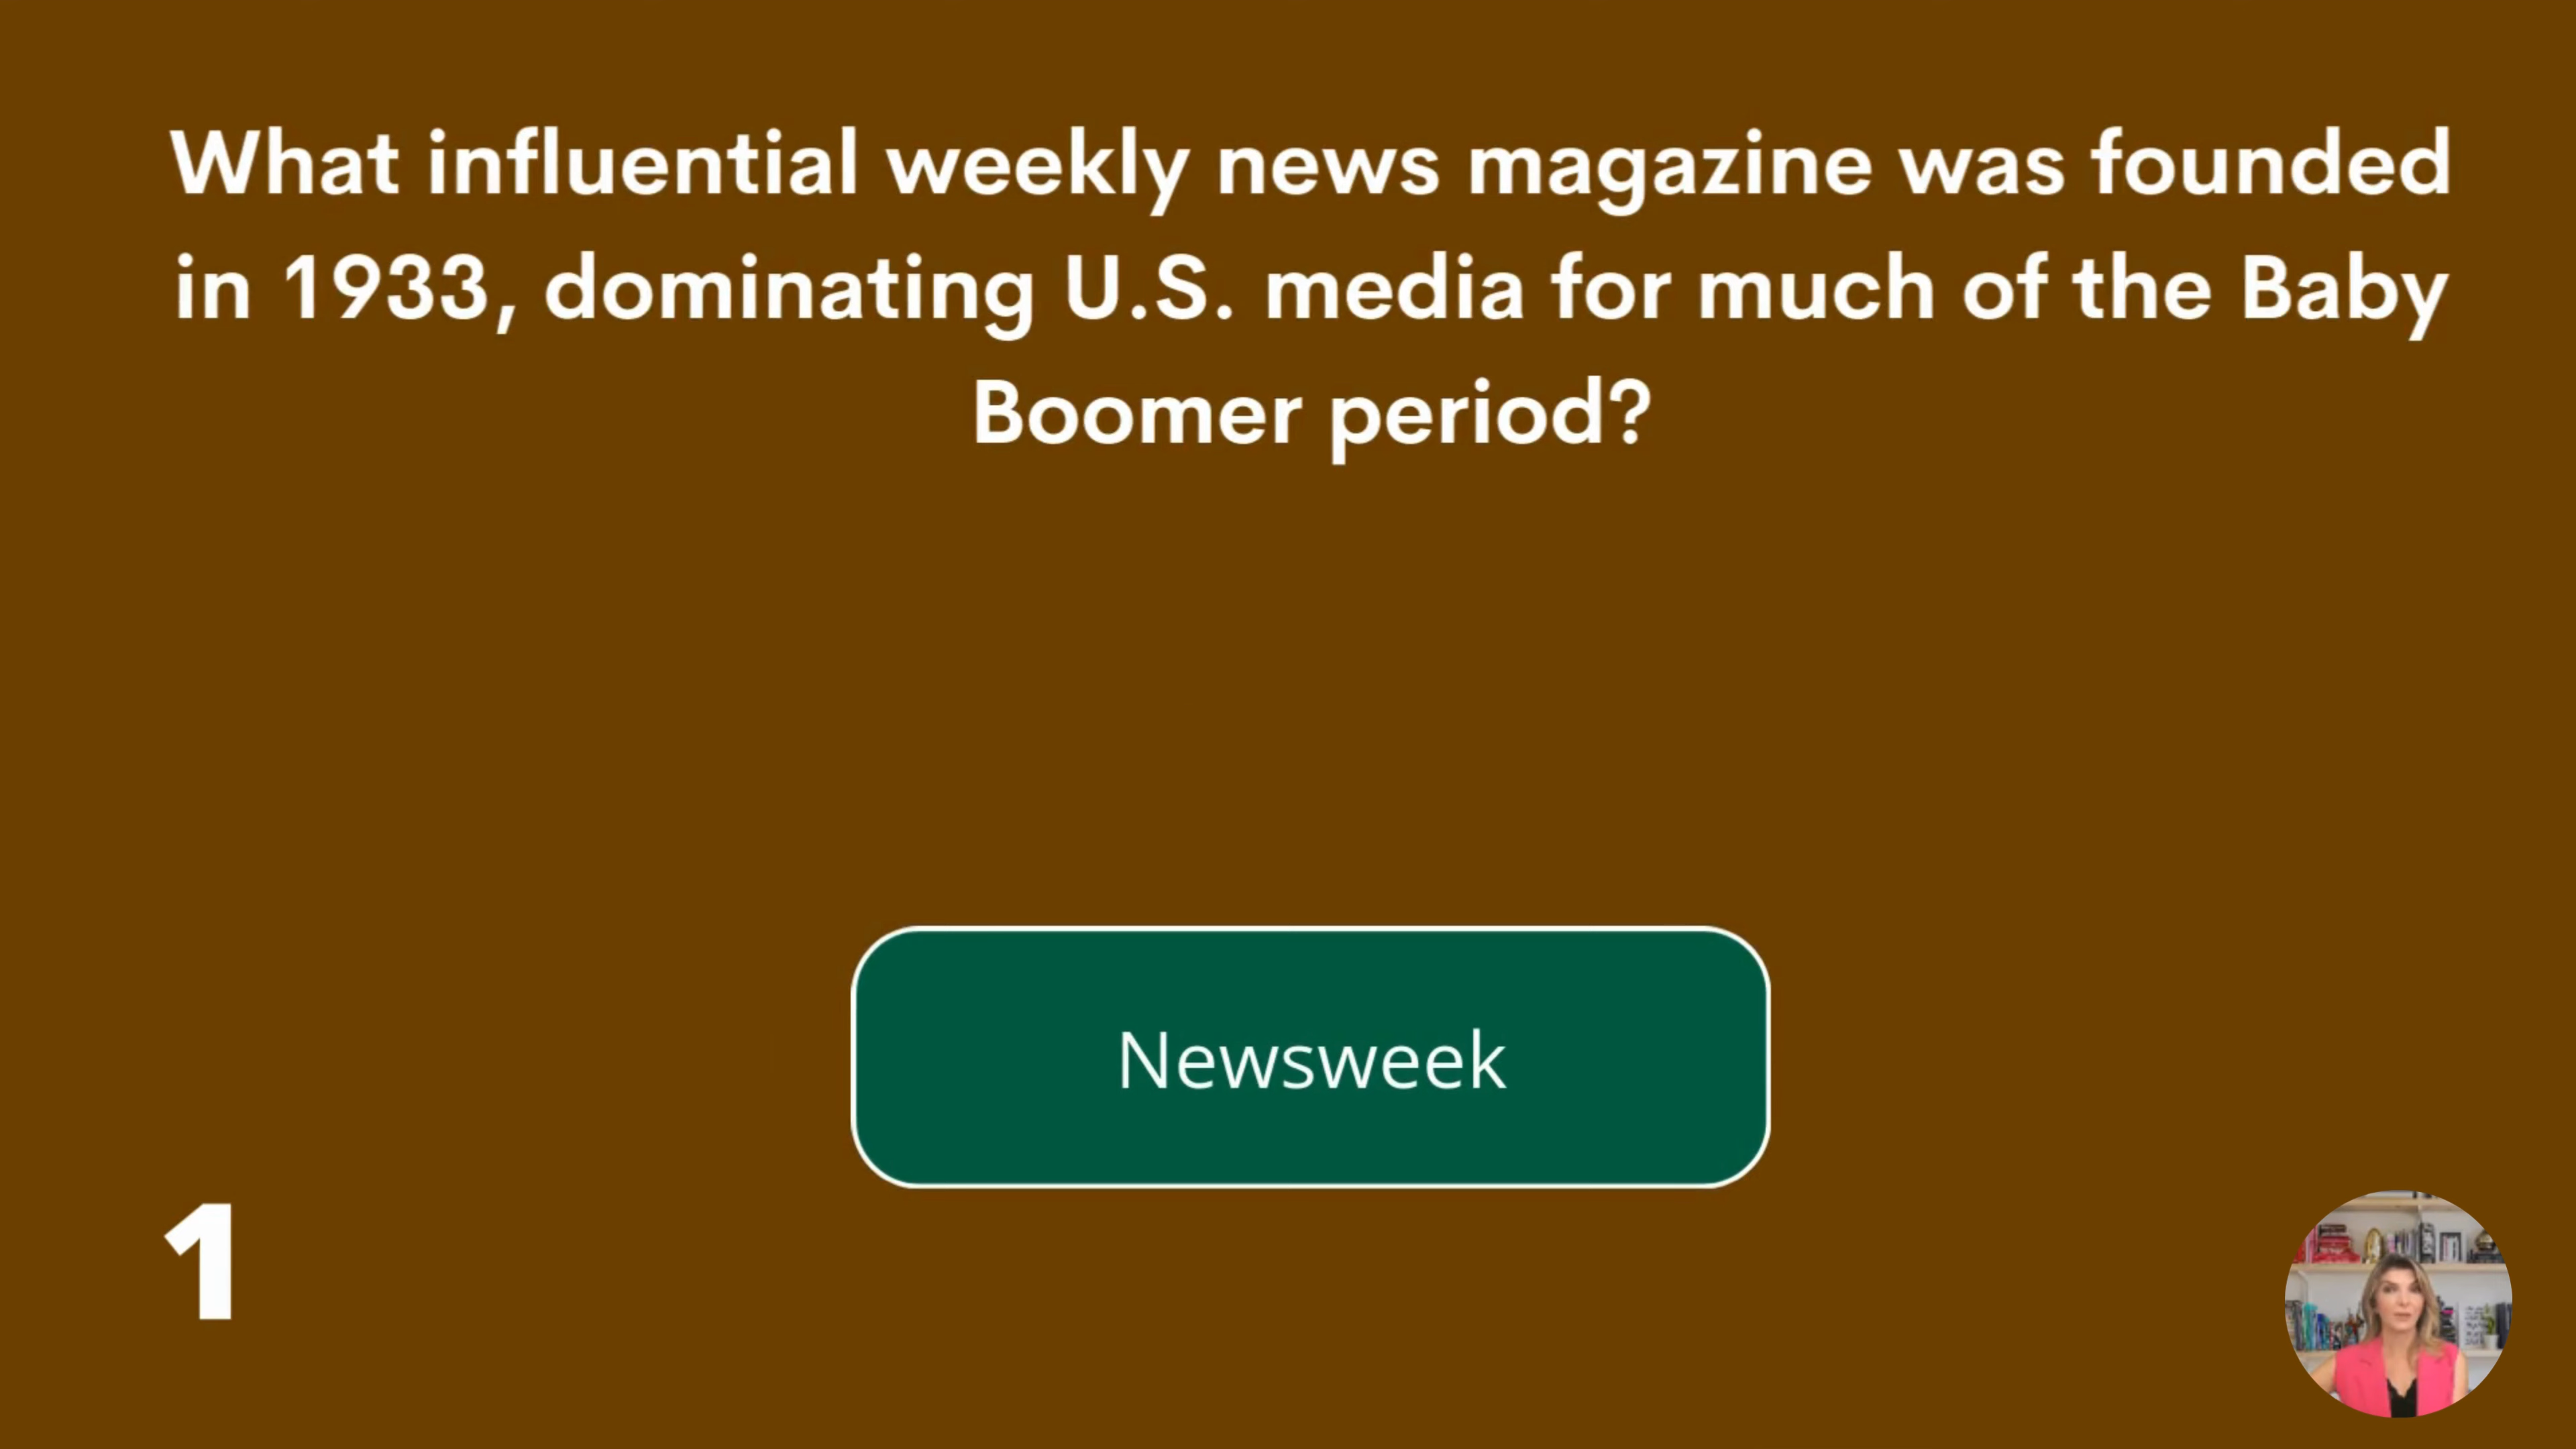 What influential weekly news magazine was founded
in 1933, dominating U.S. media for much of the Baby
Boomer period?
Newsweek
1